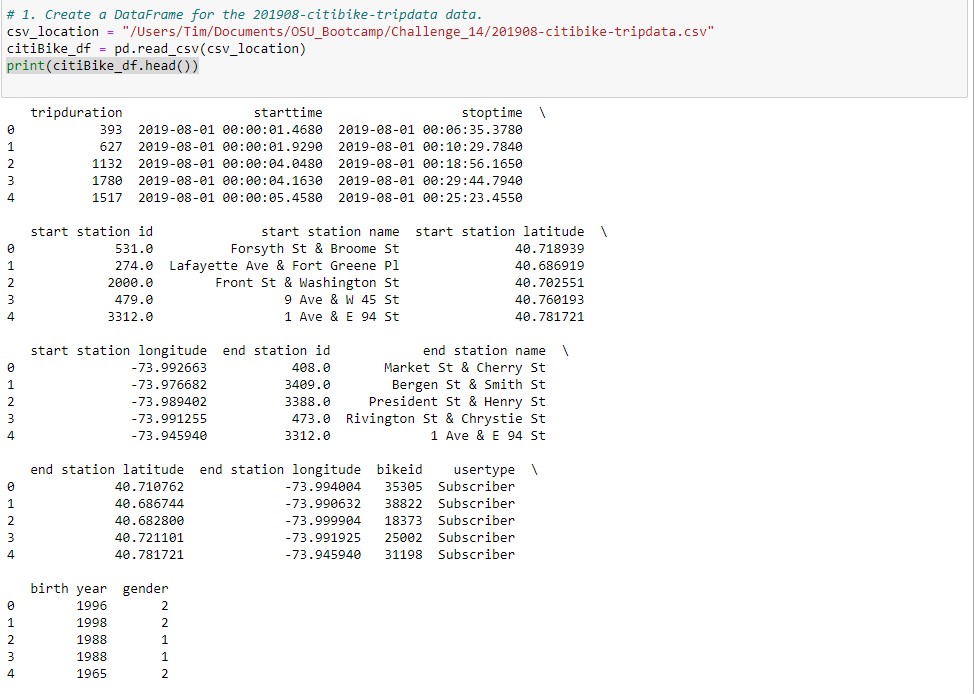 # 1. Create a DataFrame for the 201908-citibike-tripdata data.
csv_location = "/Users/Tim/Documents/OSU_Bootcamp/Challenge_14/201908-citibike-tripdata.csv"
citiBike_df = pd.read_csv(csv_location)
print(citiBike_df.head())
tripduration starttime stoptime \
0 393 2019-08-01 00:00:01.4680 2019-08-01 00:06:35.3780
1 627 2019-08-01 00:00:01.9290 2019-08-01 00:10:29.7840
2 1132 2019-08-01 00:00:04.0480 2019-08-01 00:18:56.1650
3 1780 2019-08-01 00:00:04.1630 2019-08-01 00:29:44.7940
4 1517 2019-08-01 00:00:05.4580 2019-08-01 00:25:23.4550
start station id start station name start station latitude \
0 531.0 Forsyth St & Broome St 40.718939
1 274.0 Lafayette Ave & Fort Greene Pl 40.686919
2 2000.0 Front St & Washington St 40.702551
3 479.0 9 Ave & W 45 St 40.760193
4 3312.0 1 Ave & E 94 St 40.781721
start station longitude end station id end station name \
0 -73.992663 408.0 Market St & Cherry St
1 -73.976682 3409.0 Bergen St & Smith St
2 -73.989402 3388.0 President St & Henry St
3 -73.991255 473.0 Rivington St & Chrystie St
4 -73.945940 3312.0 1 Ave & E 94 St
end station latitude end station longitude bikeid usertype \
0 40.710762 -73.994004 35305 Subscriber
1 40.686744 -73.990632 38822 Subscriber
2 40.682800 -73.999904 18373 Subscriber
3 40.721101 -73.991925 25002 Subscriber
4 40.781721 -73.945940 31198 Subscriber
birth year gender
0 1996 2
1 1998 2
2 1988 1
3 1988 1
4 1965 2